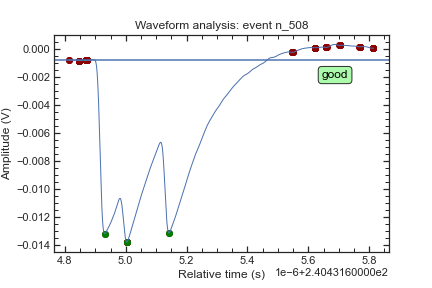 Waveform analysis: event n_508
Amplitude (V)
0.000
−0.002
−0.004
−0.006
−0.008
−0.010
−0.012
−0.014
good
4.8 5.0 5.2 5.4 5.6 5.8
Relative time (s)
1e−6+2.4043160000e2